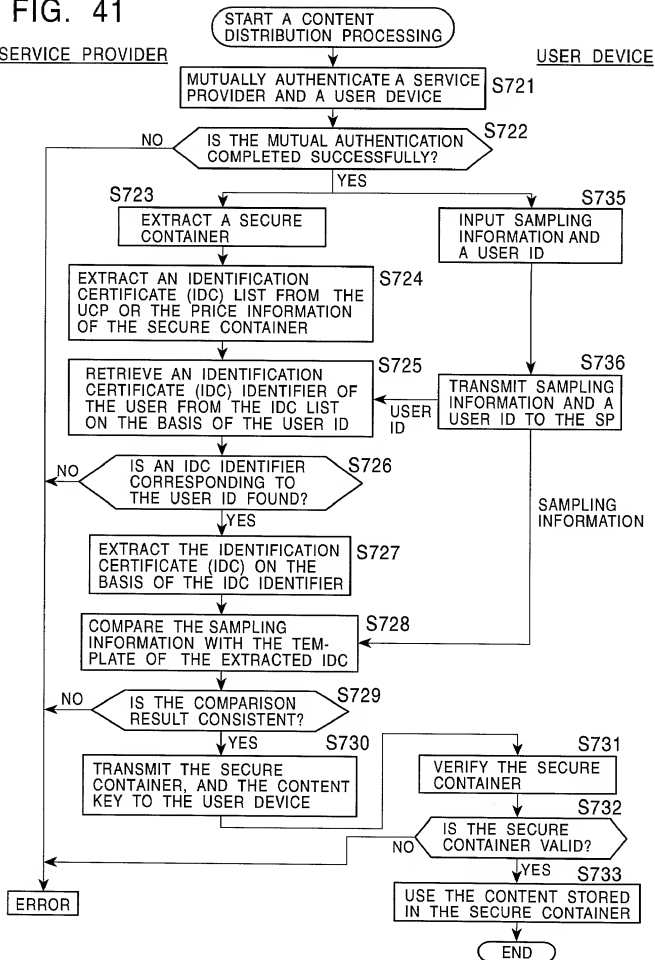 FIG. 41
START A CONTENT
DISTRIBUTION PROCESSING
SERVICE PROVIDER
USER DEVICE
MUTUALLY AUTHENTICATE A SERVICE
PROVIDER AND A USER DEVICE
S721
IS THE MUTUAL AUTHENTICATION
COMPLETED SUCCESSFULLY?
S722
NO
YES
S723
EXTRACT A SECURE
CONTAINER
S735
INPUT SAMPLING
INFORMATION AND
A USER ID
S724
EXTRACT AN IDENTIFICATION
CERTIFICATE (IDC) LIST FROM THE
UCP OR THE PRICE INFORMATION
OF THE SECURE CONTAINER
S725
RETRIEVE AN IDENTIFICATION
CERTIFICATE (IDC) IDENTIFIER OF
THE USER FROM THE IDC LIST
ON THE BASIS OF THE USER ID
USER
ID
S736
TRANSMIT SAMPLING
INFORMATION AND A
USER ID TO THE SP
S726
IS AN IDC IDENTIFIER
CORRESPONDING TO
THE USER ID FOUND?
NO
YES
SAMPLING
INFORMATION
S727
EXTRACT THE IDENTIFICATION
CERTIFICATE (IDC) ON THE
BASIS OF THE IDC IDENTIFIER
S728
COMPARE THE SAMPLING
INFORMATION WITH THE TEM-
PLATE OF THE EXTRACTED IDC
S729
IS THE COMPARISON
RESULT CONSISTENT?
NO
YES
S730
TRANSMIT THE SECURE
CONTAINER, AND THE CONTENT
KEY TO THE USER DEVICE
S731
VERIFY THE SECURE
CONTAINER
S732
IS THE SECURE
CONTAINER VALID?
NO
YES
S733
USE THE CONTENT STORED
IN THE SECURE CONTAINER
ERROR
END